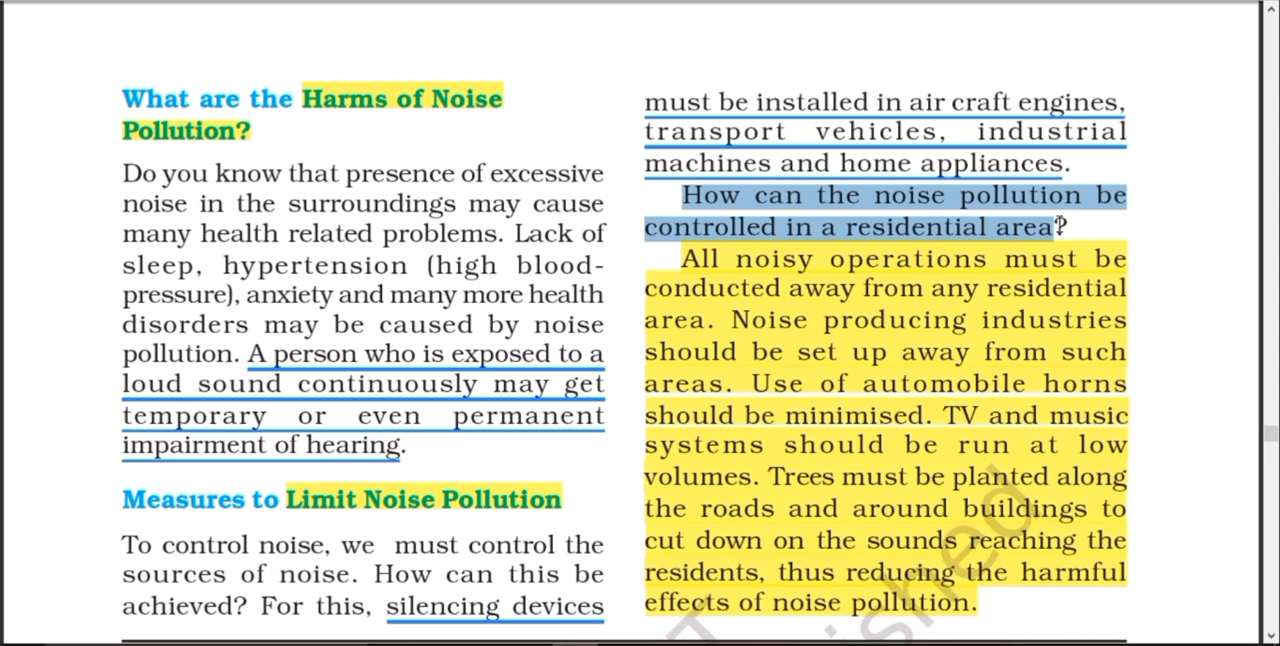 What are the Harms of Noise
Pollution?
Do you know that presence of excessive
noise in the surroundings may cause
many health related problems. Lack of
sleep, hypertension (high blood-
pressure), anxiety and many more health
disorders may be caused by noise
pollution. A person who is exposed to a
loud sound continuously may get
temporary or even permanent
impairment of hearing.
Measures to Limit Noise Pollution
To control noise, we must control the
sources of noise. How can this be
achieved? For this, silencing devices
must be installed in air craft engines,
transport vehicles, industrial
machines and home appliances.
How can the noise pollution be
controlled in a residential area?
All noisy operations must be
conducted away from any residential
area. Noise producing industries
should be set up away from such
areas. Use of automobile horns
should be minimised. TV and music
systems should be run at low
volumes. Trees must be planted along
the roads and around buildings to
cut down on the sounds reaching the
residents, thus reducing the harmful
effects of noise pollution.